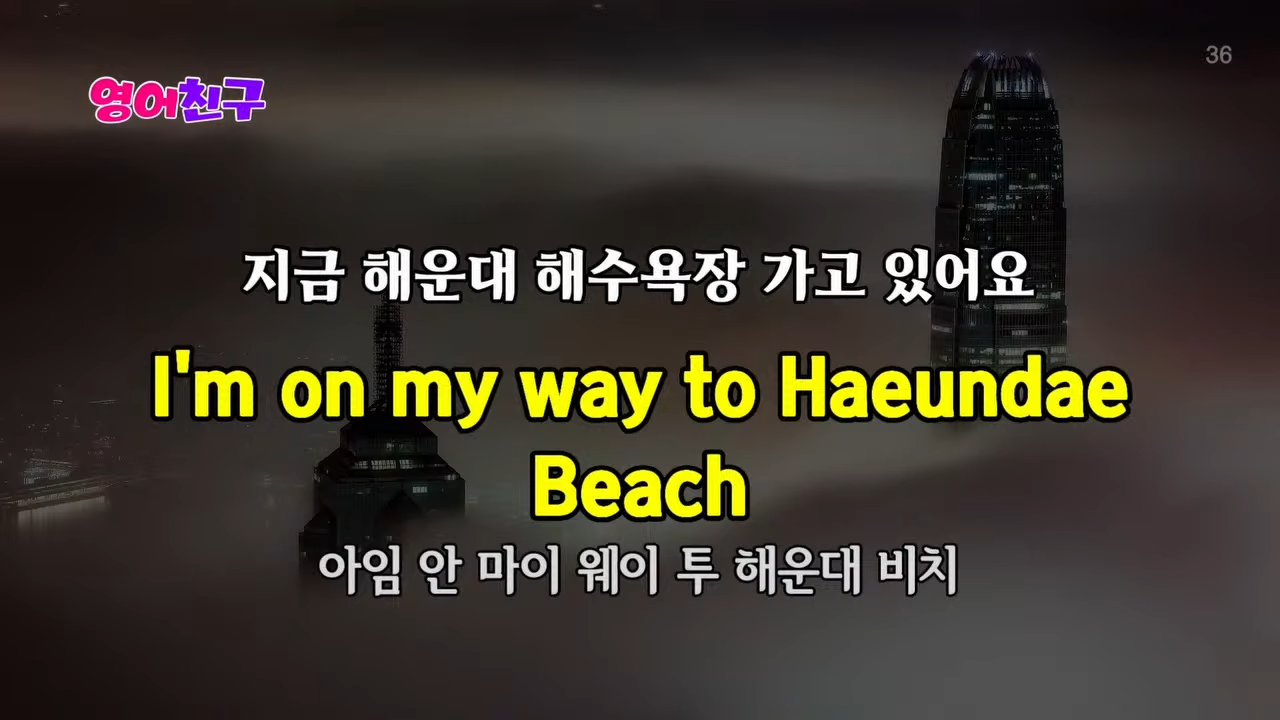 36
영어친구
지금 해운대 해수욕장 가고 있어요
I'm on my way to Haeundae
Beach
아임 안 마이 웨이 투 해운대 비치